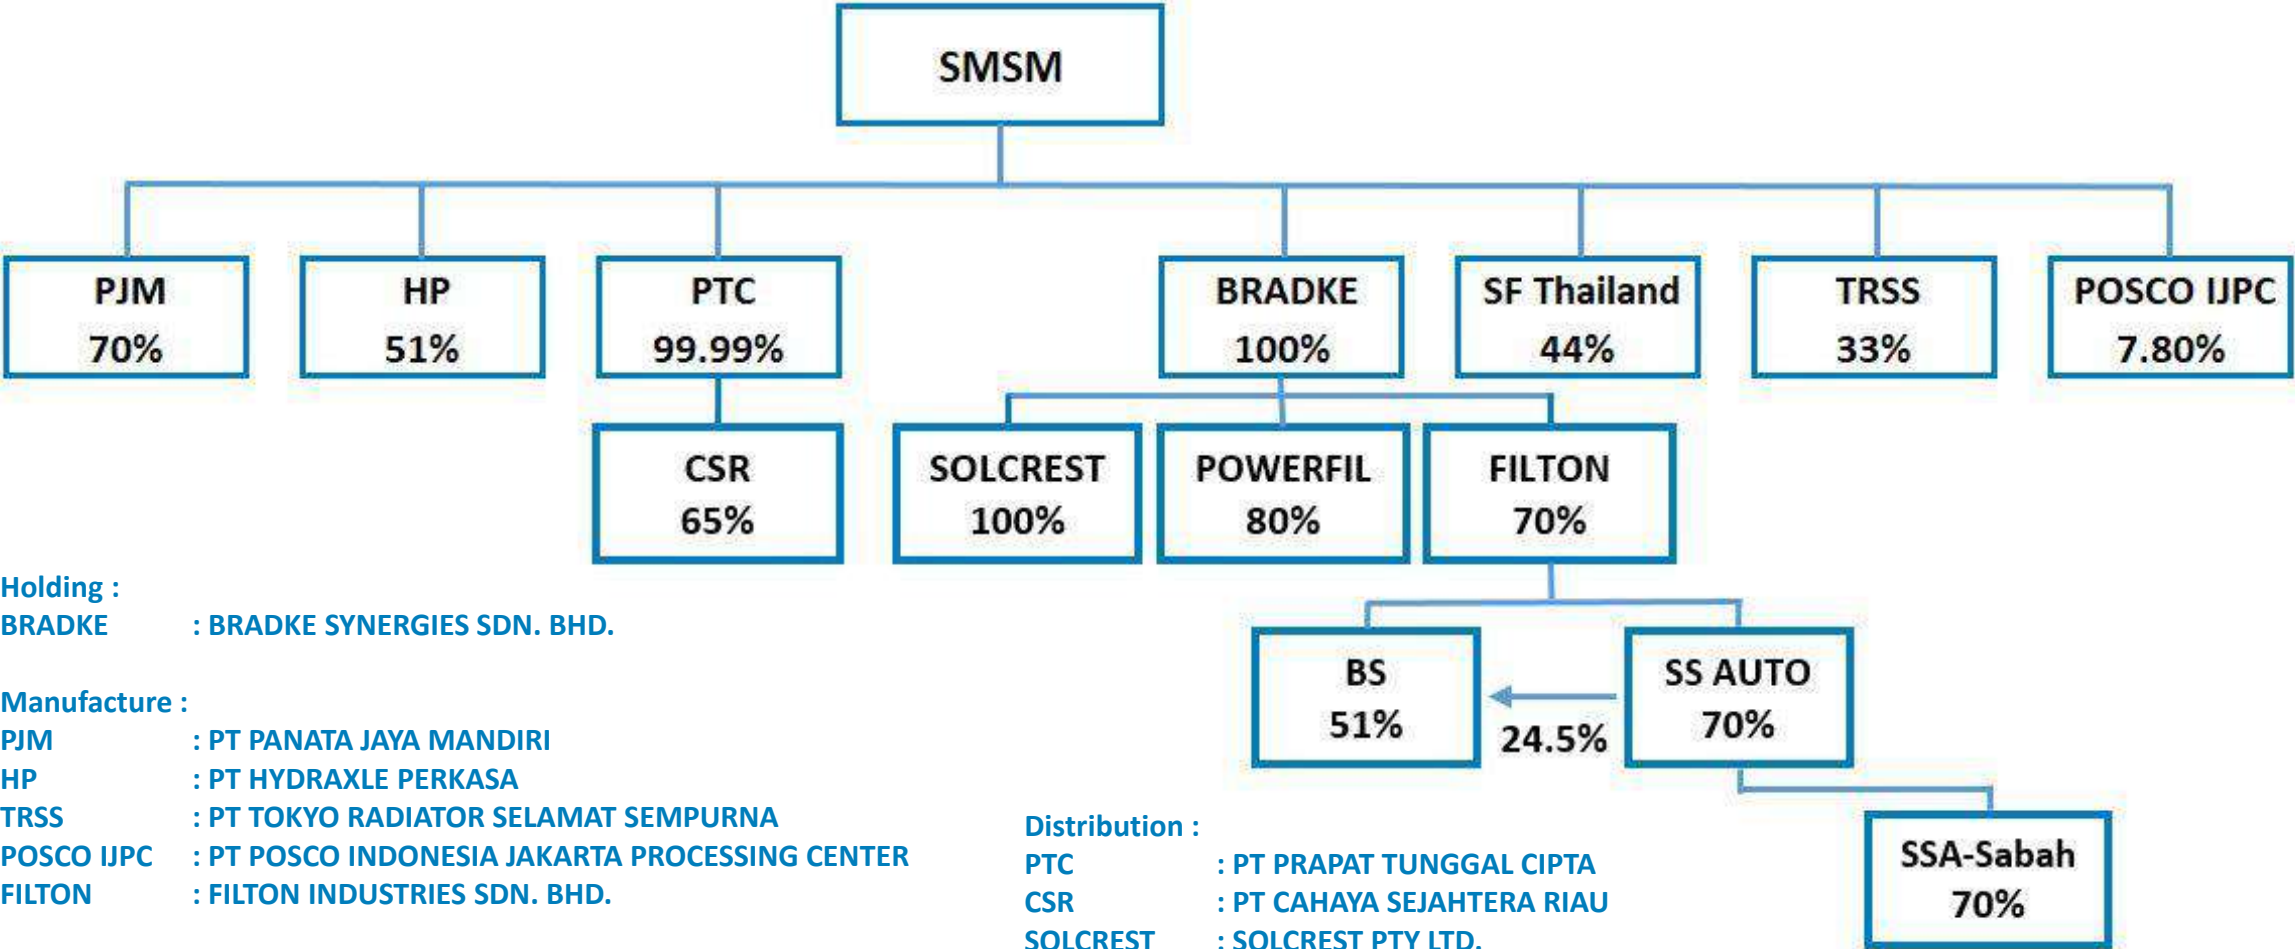 SMSM
PJM
70%
HP
51%
PTC
99.99%
BRADKE
100%
SF Thailand
44%
TRSS
33%
POSCO IJPC
7.80%
CSR
65%
SOLCREST
100%
POWERFIL
80%
FILTON
70%
BS
51%
24.5%
SS AUTO
70%
SSA-Sabah
70%
Holding :
BRADKE : BRADKE SYNERGIES SDN. BHD.
Manufacture :
PJM : PT PANATA JAYA MANDIRI
HP : PT HYDRAXLE PERKASA
TRSS : PT TOKYO RADIATOR SELAMAT SEMPURNA
POSCO IJPC : PT POSCO INDONESIA JAKARTA PROCESSING CENTER
FILTON : FILTON INDUSTRIES SDN. BHD.
Distribution :
PTC : PT PRAPAT TUNGGAL CIPTA
CSR : PT CAHAYA SEJAHTERA RIAU
SOLCREST : SOLCREST PTY LTD.